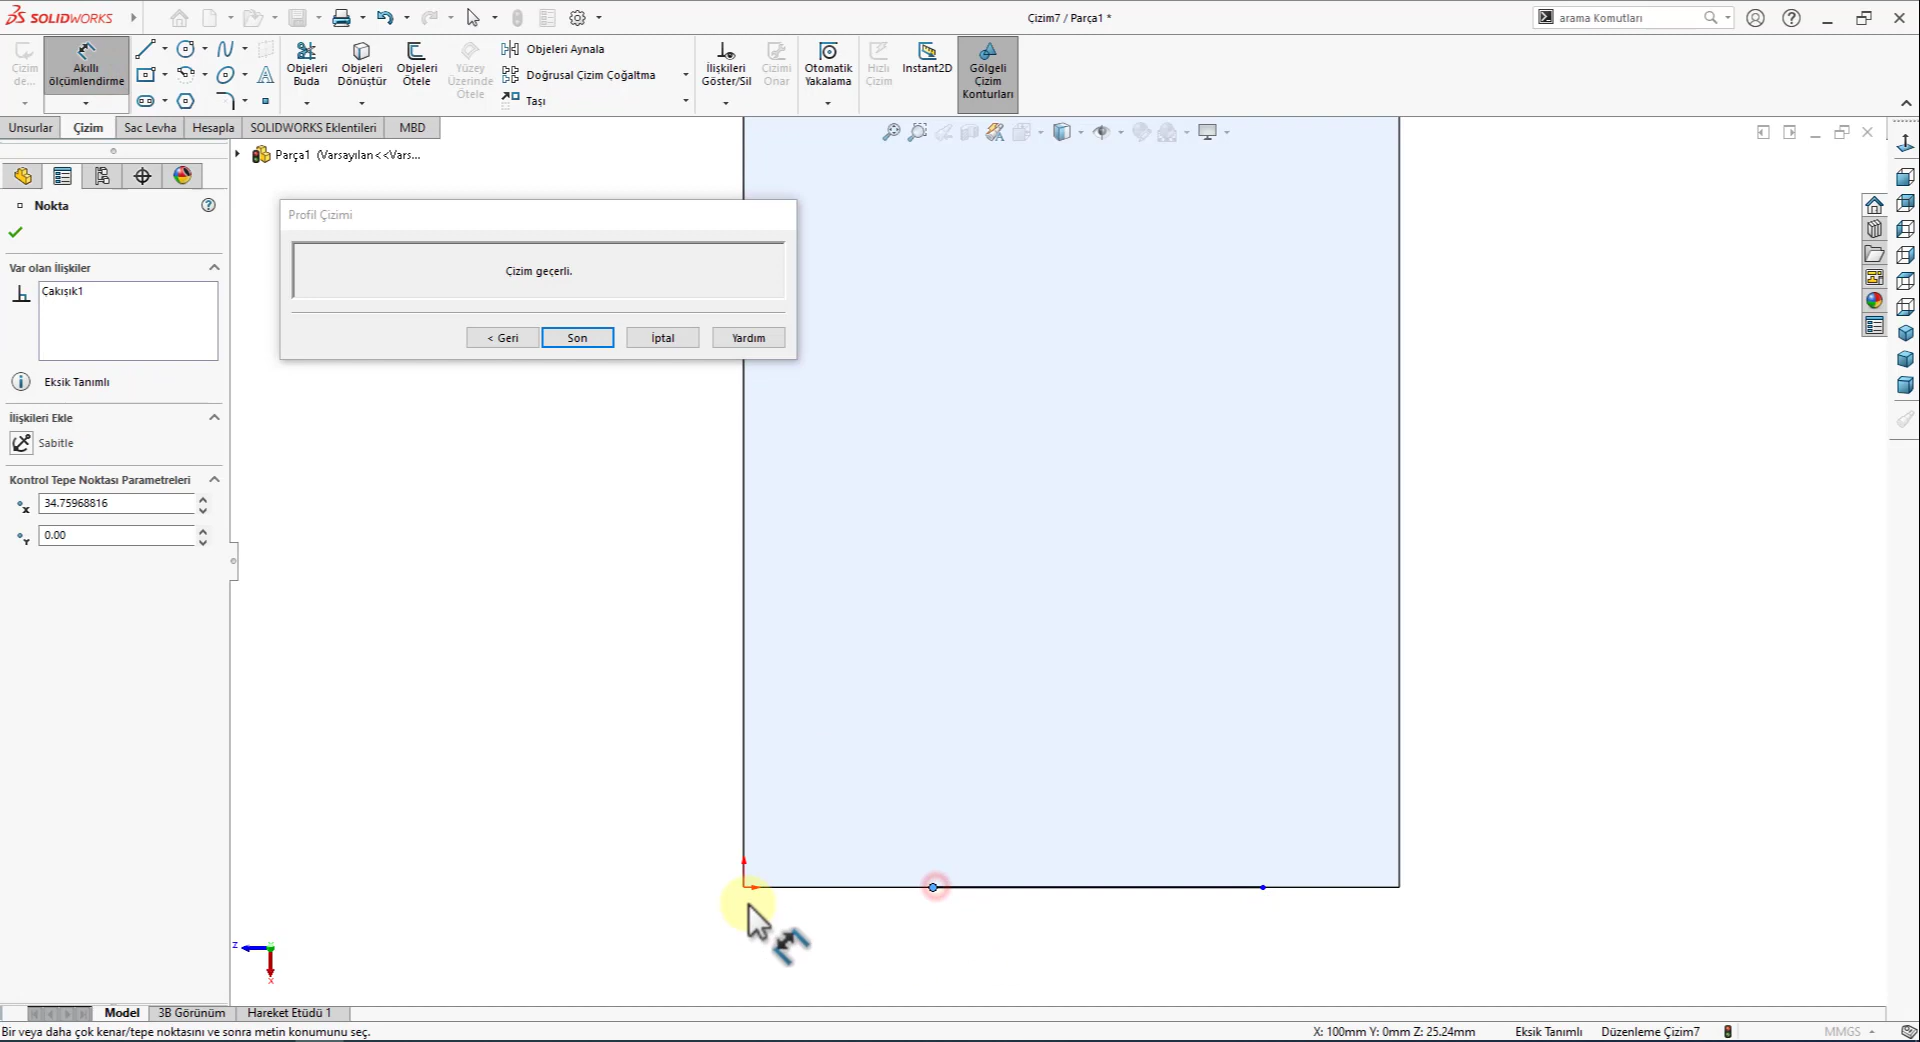 SOLIDWORKS
Çizim7 / Parça1 *
arama Komutları
Çizim
de...
Akıllı
ölçümlendirme
Objeleri
Buda
Objeleri
Dönüştür
Objeleri
Ötele
Yüzey
Üzerinde
Ötele
Objeleri Aynala
Doğrusal Çizim Çoğaltma
Taşı
İlişkileri
Göster/Sil
Çizimi
Onar
Otomatik
Yakalama
Hızlı
Çizim
Instant2D
Gölgeli
Çizim
Konturları
Unsurlar
Çizim
Sac Levha
Hesapla
SOLIDWORKS Eklentileri
MBD
Parça1 (Varsayılan<<Vars...
Nokta
Var olan İlişkiler
Çakışık1
Eksik Tanımlı
İlişkileri Ekle
Sabitle
Kontrol Tepe Noktası Parametreleri
34.75968816
0.00
Profil Çizimi
Çizim geçerli.
< Geri
Son
İptal
Yardım
Z
X
Model
3B Görünüm
Hareket Etüdü 1
Bir veya daha çok kenar/tepe noktasını ve sonra metin konumunu seç.
X: 100mm Y: 0mm Z: 25.24mm
Eksik Tanımlı
Düzenleme Çizim7
MMGS